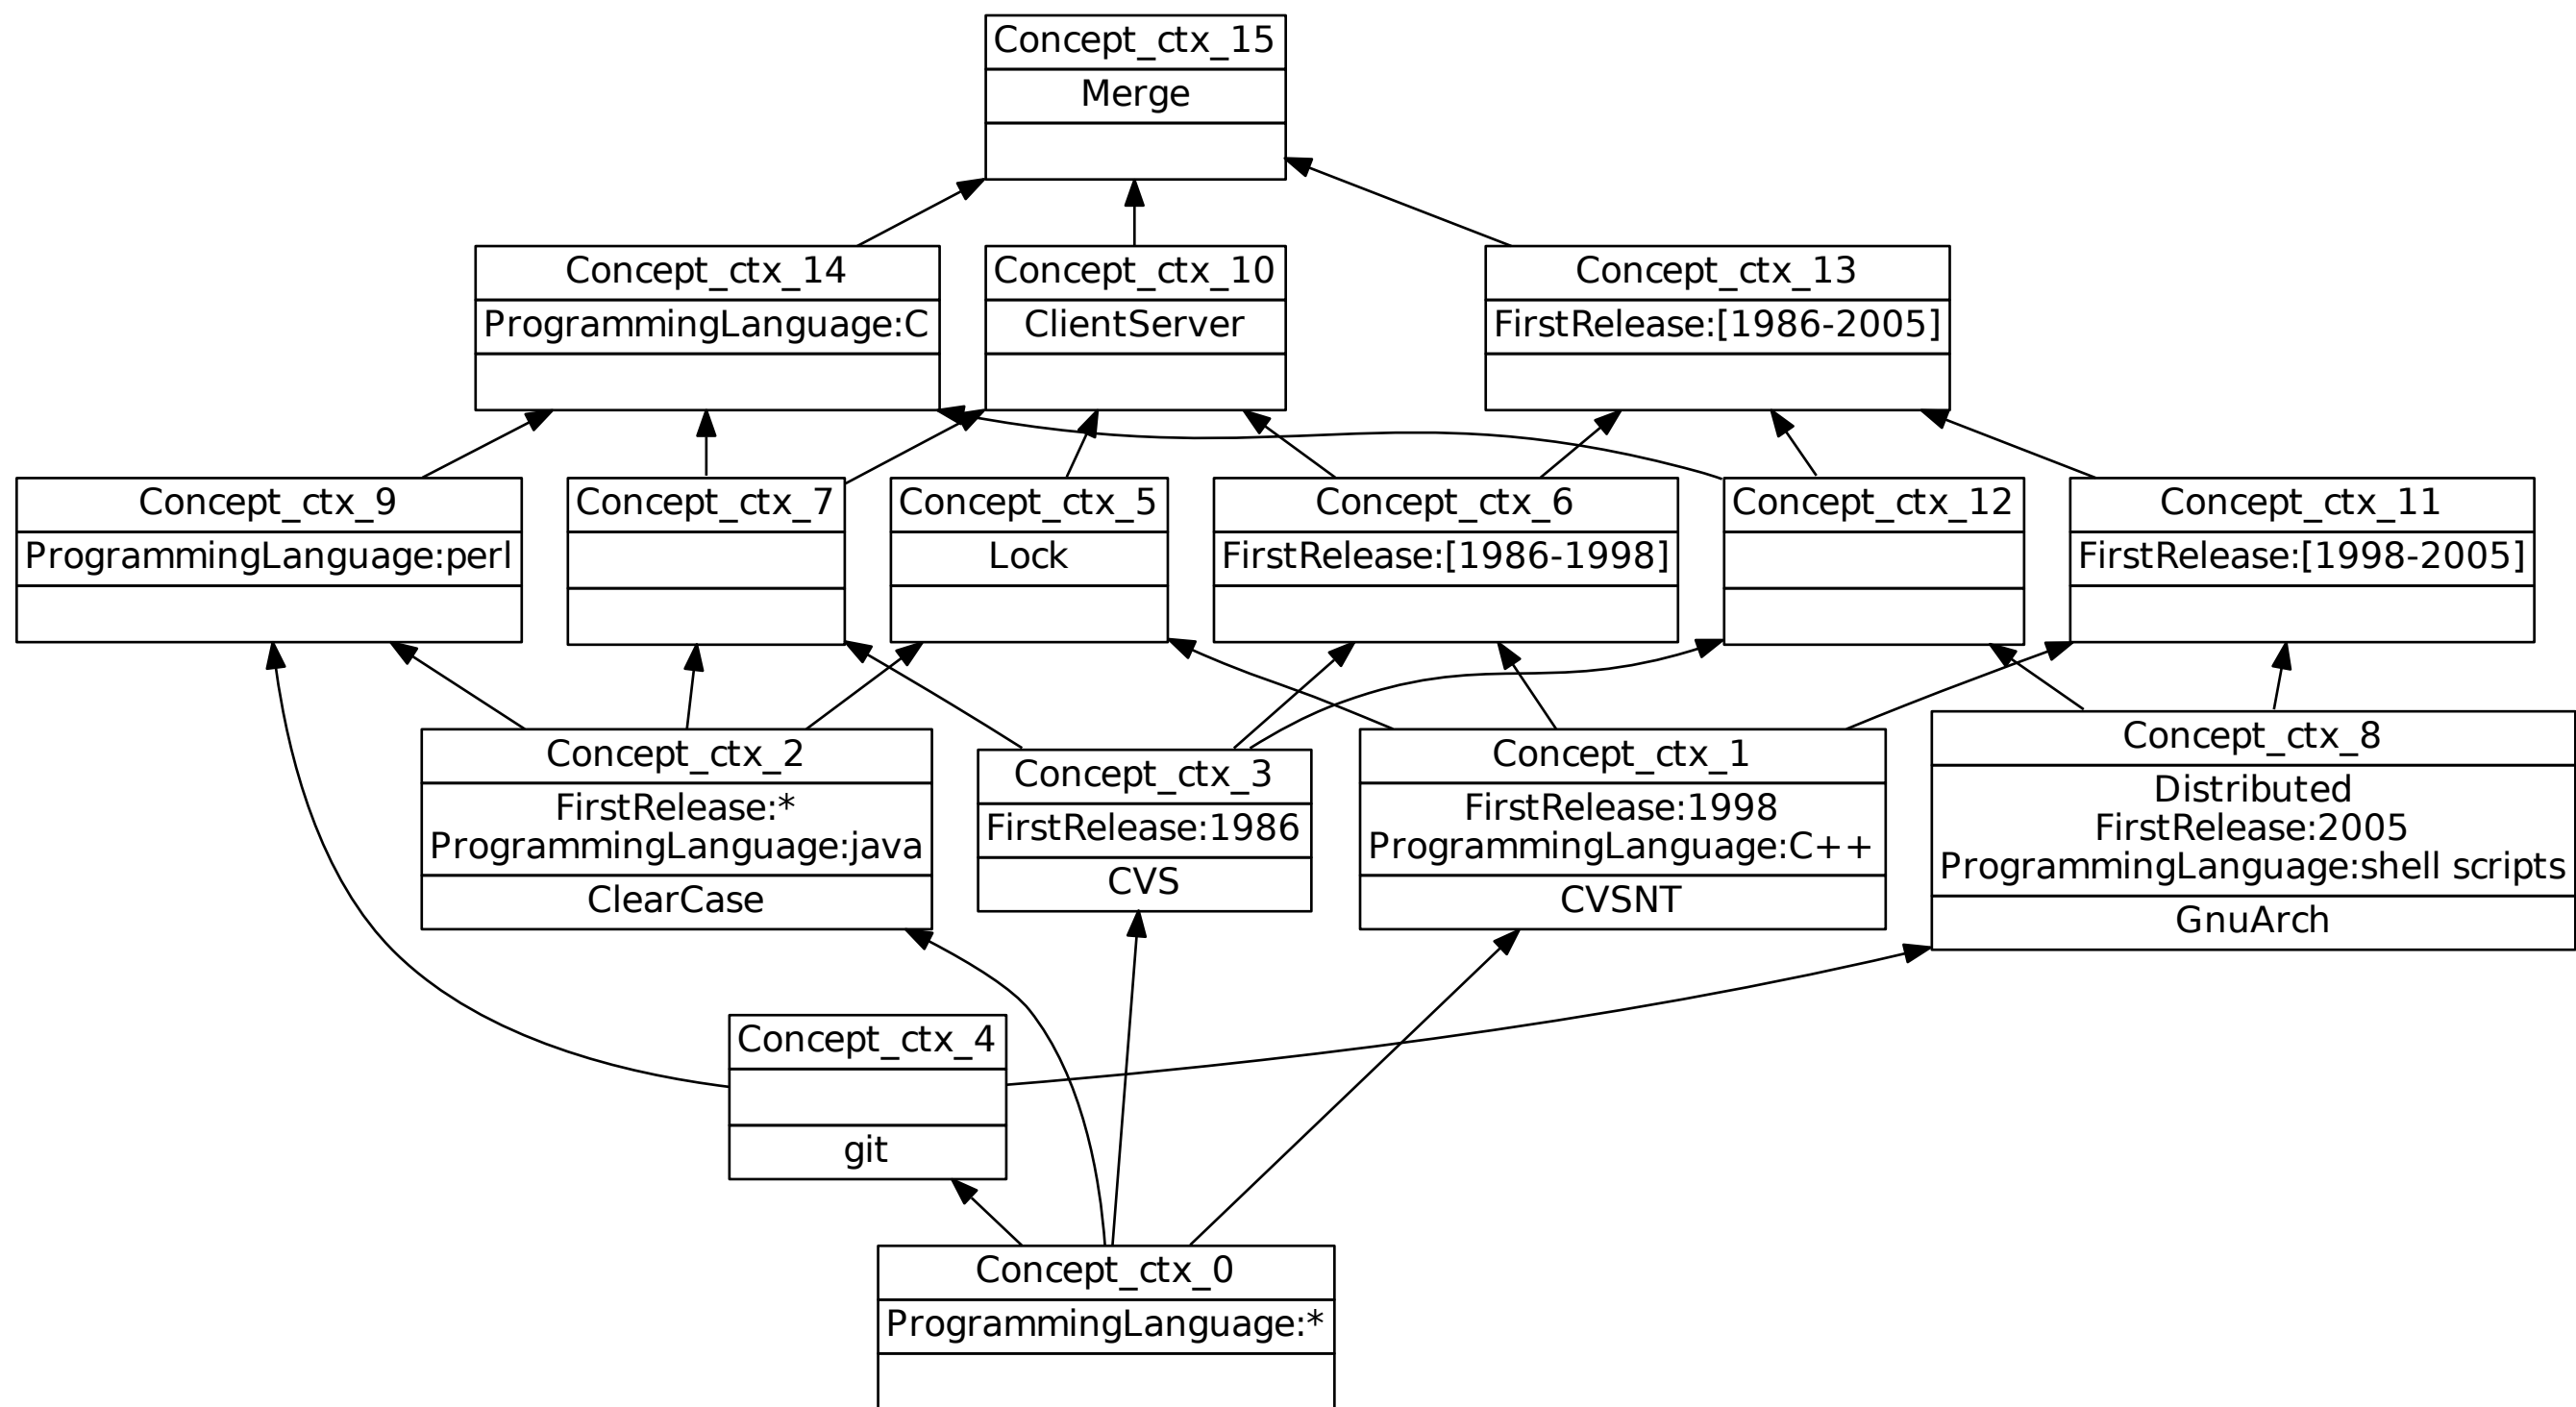 Concept_ctx_15
Merge
Concept_ctx_14
ProgrammingLanguage:C
Concept_ctx_10
ClientServer
Concept_ctx_13
FirstRelease:[1986-2005]
Concept_ctx_9
ProgrammingLanguage:perl
Concept_ctx_7
Concept_ctx_5
Lock
Concept_ctx_6
FirstRelease:[1986-1998]
Concept_ctx_12
Concept_ctx_11
FirstRelease:[1998-2005]
Concept_ctx_2
FirstRelease:*
ProgrammingLanguage:java
ClearCase
Concept_ctx_3
FirstRelease:1986
CVS
Concept_ctx_1
FirstRelease:1998
ProgrammingLanguage:C++
CVSNT
Concept_ctx_8
Distributed
FirstRelease:2005
ProgrammingLanguage:shell scripts
GnuArch
Concept_ctx_4
git
Concept_ctx_0
ProgrammingLanguage:*